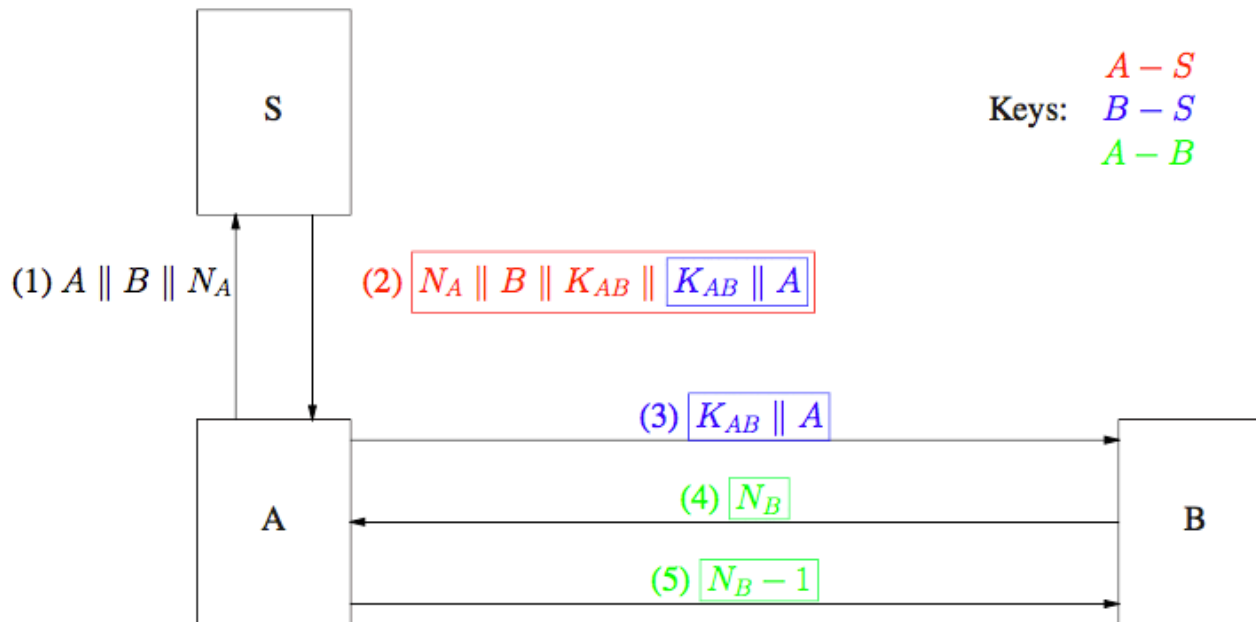 S
Keys:
A − S
B − S
A − B
(1) A ∥ B ∥ N_A
(2) N_A ∥ B ∥ K_AB ∥ K_AB ∥ A
(3) K_AB ∥ A
(4) N_B
A
B
(5) N_B − 1